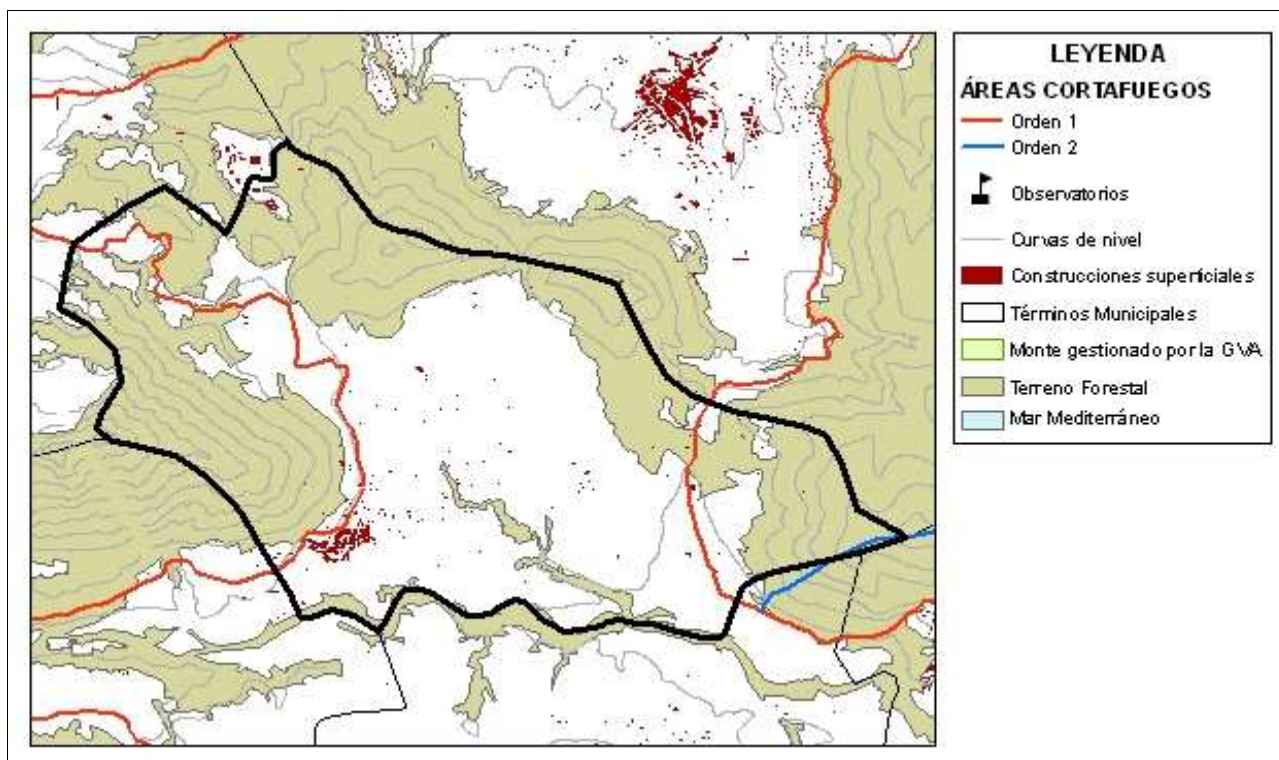 LEYENDA
ÁREAS CORTAFUEGOS
Orden 1
Orden 2
Observatorios
Curvas de nivel
Construcciones superficiales
Términos Municipales
Monte gestionado por la GVA
Terreno Forestal
Mar Mediterráneo